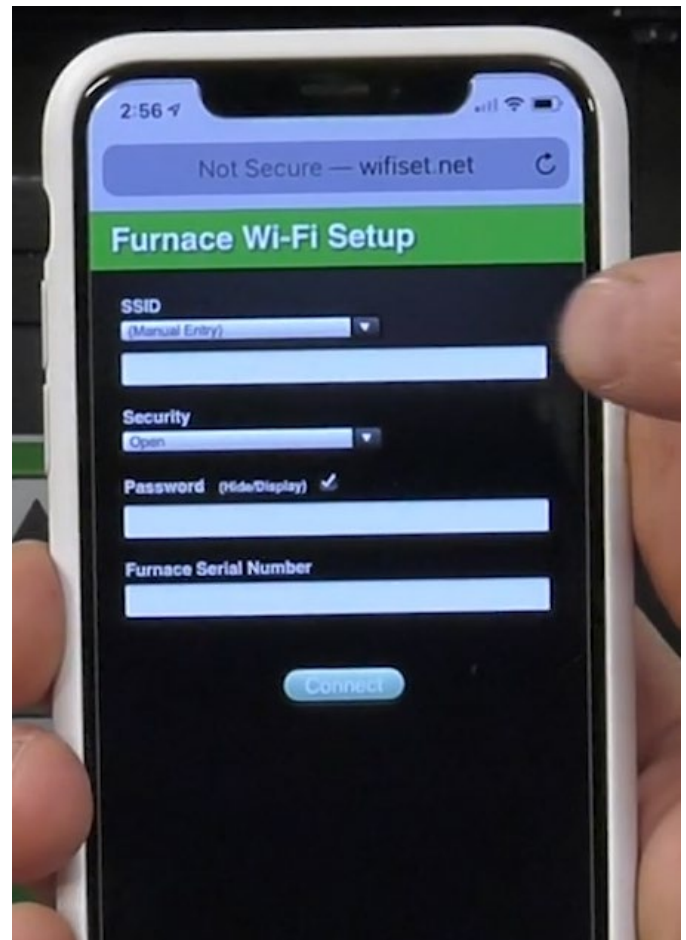 2:56
Not Secure — wifiset.net
Furnace Wi-Fi Setup
SSID
(Manual Entry)
Security
Open
Password (Hide/Display)
Furnace Serial Number
Connect